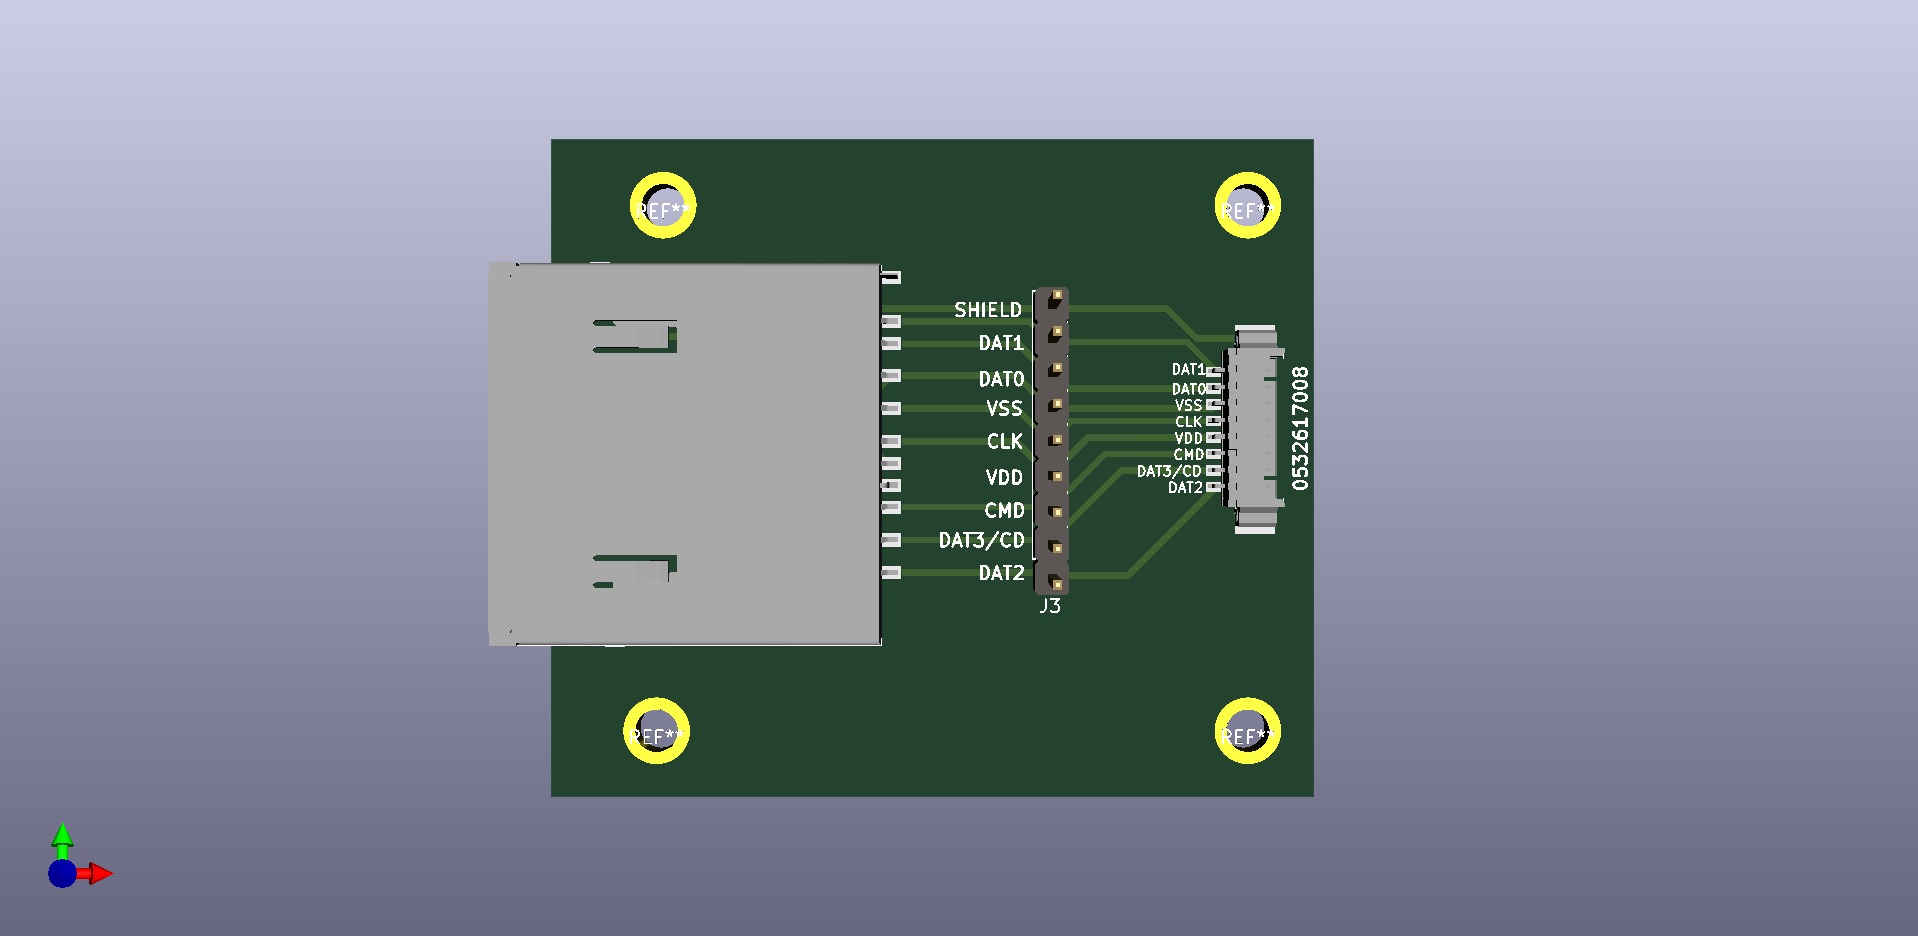 REF**
REF**
SHIELD
DAT1
DAT0
VSS
CLK
VDD
CMD
DAT3/CD
DAT2
J3
DAT1
DAT0
VSS
CLK
VDD
CMD
DAT3/CD
DAT2
0532617008
REF**
REF**